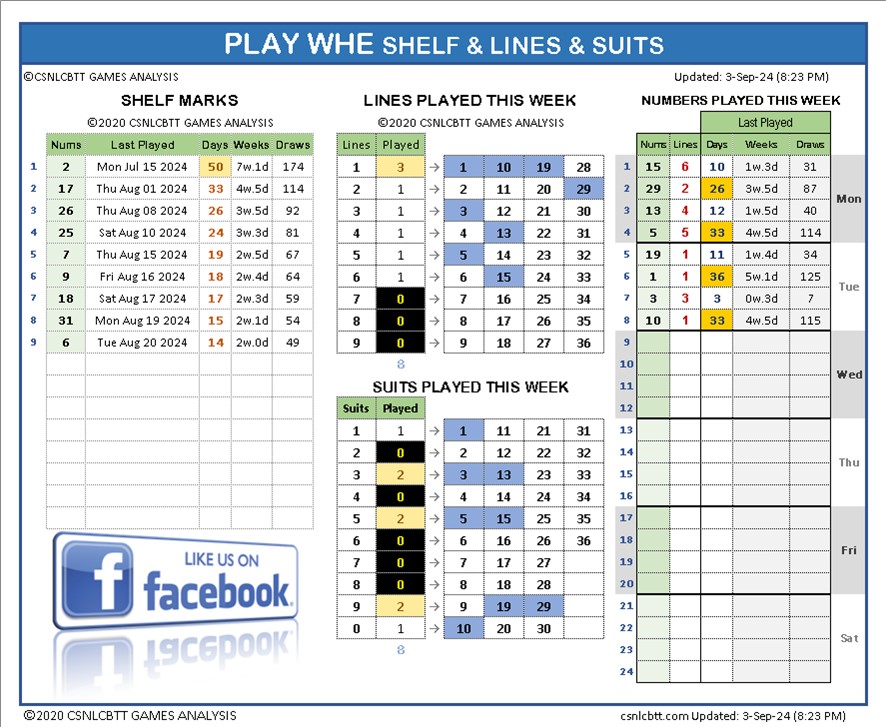 PLAY WHE SHELF & LINES & SUITS
©CSNLCBTT GAMES ANALYSIS
Updated: 3-Sep-24 (8:23 PM)
SHELF MARKS
©2020 CSNLCBTT GAMES ANALYSIS
Nums Last Played Days Weeks Draws
1 2 Mon Jul 15 2024 50 7w.1d 174
2 17 Thu Aug 01 2024 33 4w.5d 114
3 26 Thu Aug 08 2024 26 3w.5d 92
4 25 Sat Aug 10 2024 24 3w.3d 81
5 7 Thu Aug 15 2024 19 2w.5d 67
6 9 Fri Aug 16 2024 18 2w.4d 64
7 18 Sat Aug 17 2024 17 2w.3d 59
8 31 Mon Aug 19 2024 15 2w.1d 54
9 6 Tue Aug 20 2024 14 2w.0d 49
LIKE US ON
f facebook.
LINES PLAYED THIS WEEK
©2020 CSNLCBTT GAMES ANALYSIS
Lines Played
1 3 → 1 10 19 28
2 1 → 2 11 20 29
3 1 → 3 12 21 30
4 1 → 4 13 22 31
5 1 → 5 14 23 32
6 1 → 6 15 24 33
7 0 → 7 16 25 34
8 0 → 8 17 26 35
9 0 → 9 18 27 36
8
SUITS PLAYED THIS WEEK
Suits Played
1 1 → 1 11 21 31
2 0 → 2 12 22 32
3 2 → 3 13 23 33
4 0 → 4 14 24 34
5 2 → 5 15 25 35
6 0 → 6 16 26 36
7 0 → 7 17 27
8 0 → 8 18 28
9 2 → 9 19 29
0 1 → 10 20 30
8
NUMBERS PLAYED THIS WEEK
Last Played
Nums Lines Days Weeks Draws
1 15 6 10 1w.3d 31
2 29 2 26 3w.5d 87
3 13 4 12 1w.5d 40
4 5 5 33 4w.5d 114
Mon
5 19 1 11 1w.4d 34
6 1 1 36 5w.1d 125
7 3 3 3 0w.3d 7
8 10 1 33 4w.5d 115
Tue
9
10
11
12
Wed
13
14
15
16
Thu
17
18
19
20
Fri
21
22
23
24
Sat
©2020 CSNLCBTT GAMES ANALYSIS
csnlcbtt.com Updated: 3-Sep-24 (8:23 PM)